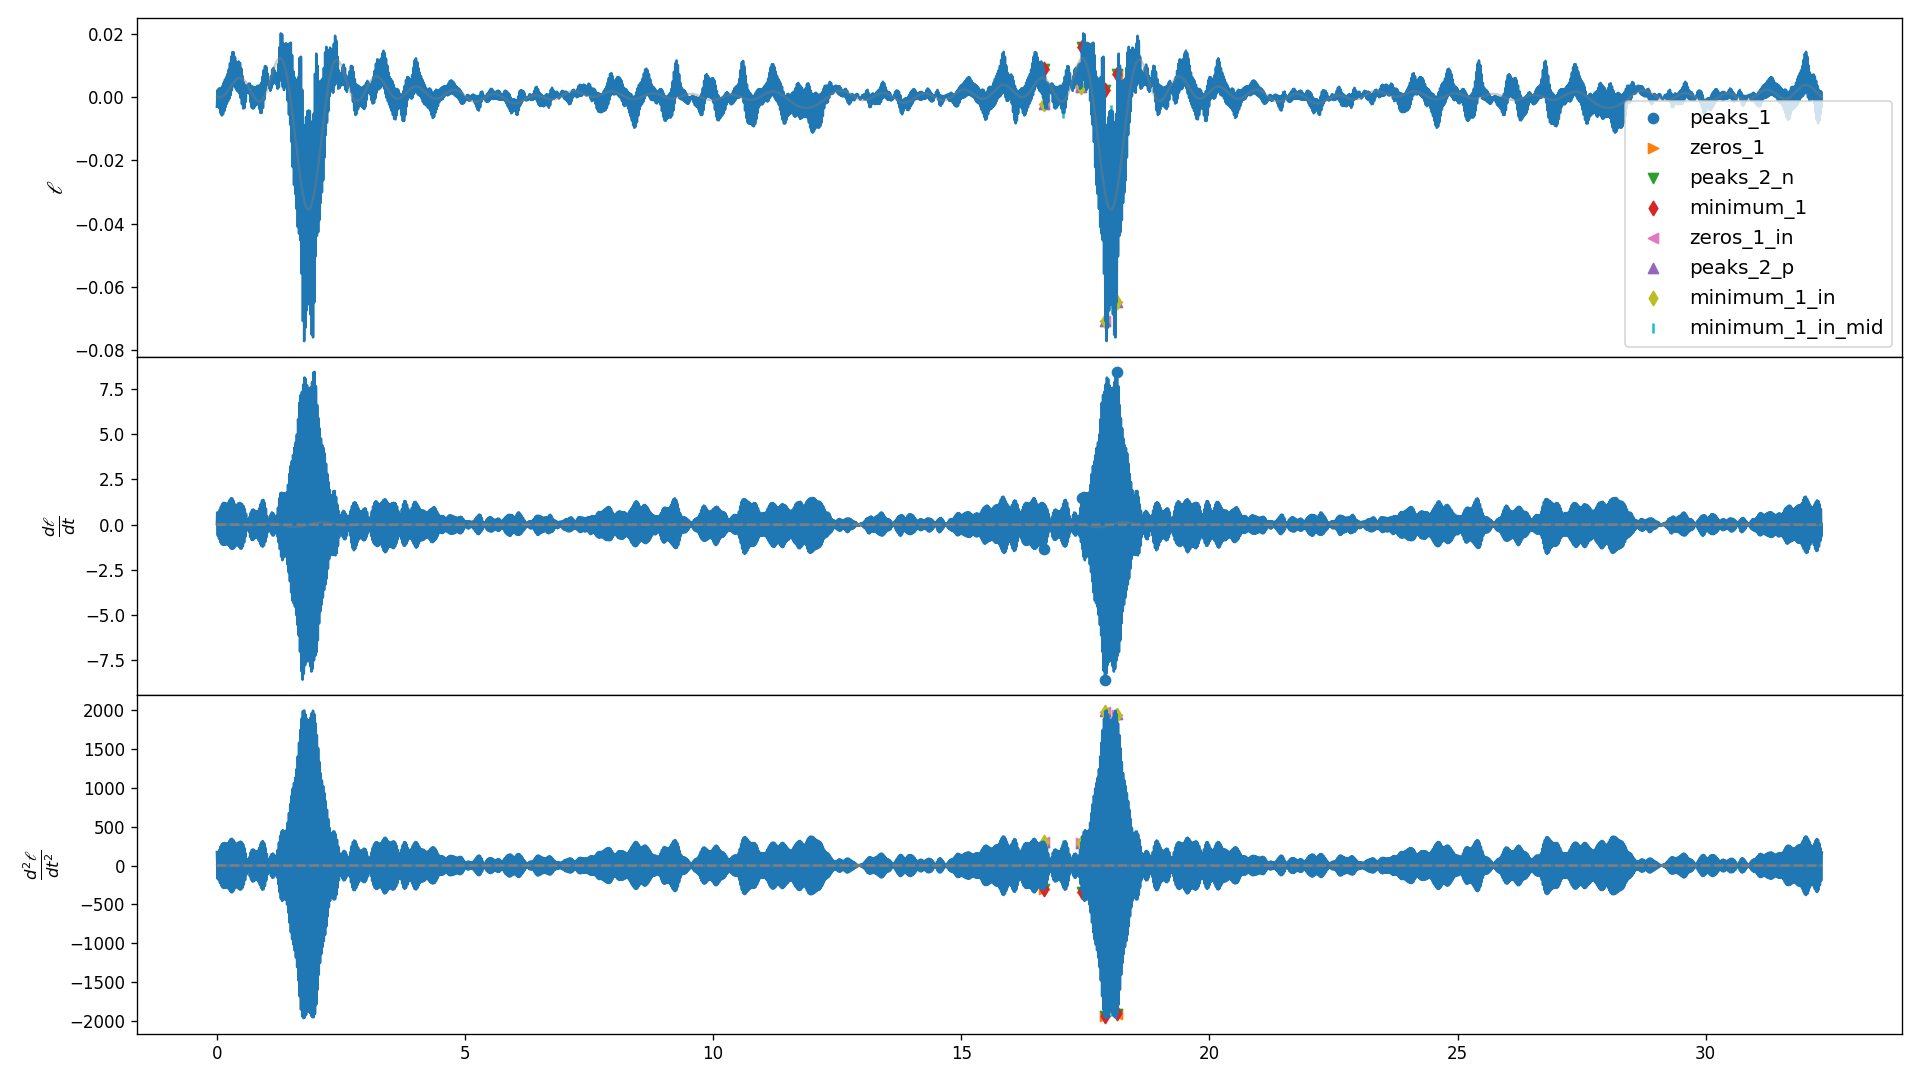 0.02
0.00
−0.02
−0.04
−0.06
−0.08
ℓ
peaks_1
zeros_1
peaks_2_n
minimum_1
zeros_1_in
peaks_2_p
minimum_1_in
minimum_1_in_mid
7.5
5.0
2.5
0.0
−2.5
−5.0
−7.5
dℓ
dt
2000
1500
1000
500
0
−500
−1000
−1500
−2000
d²ℓ
dt²
0 5 10 15 20 25 30